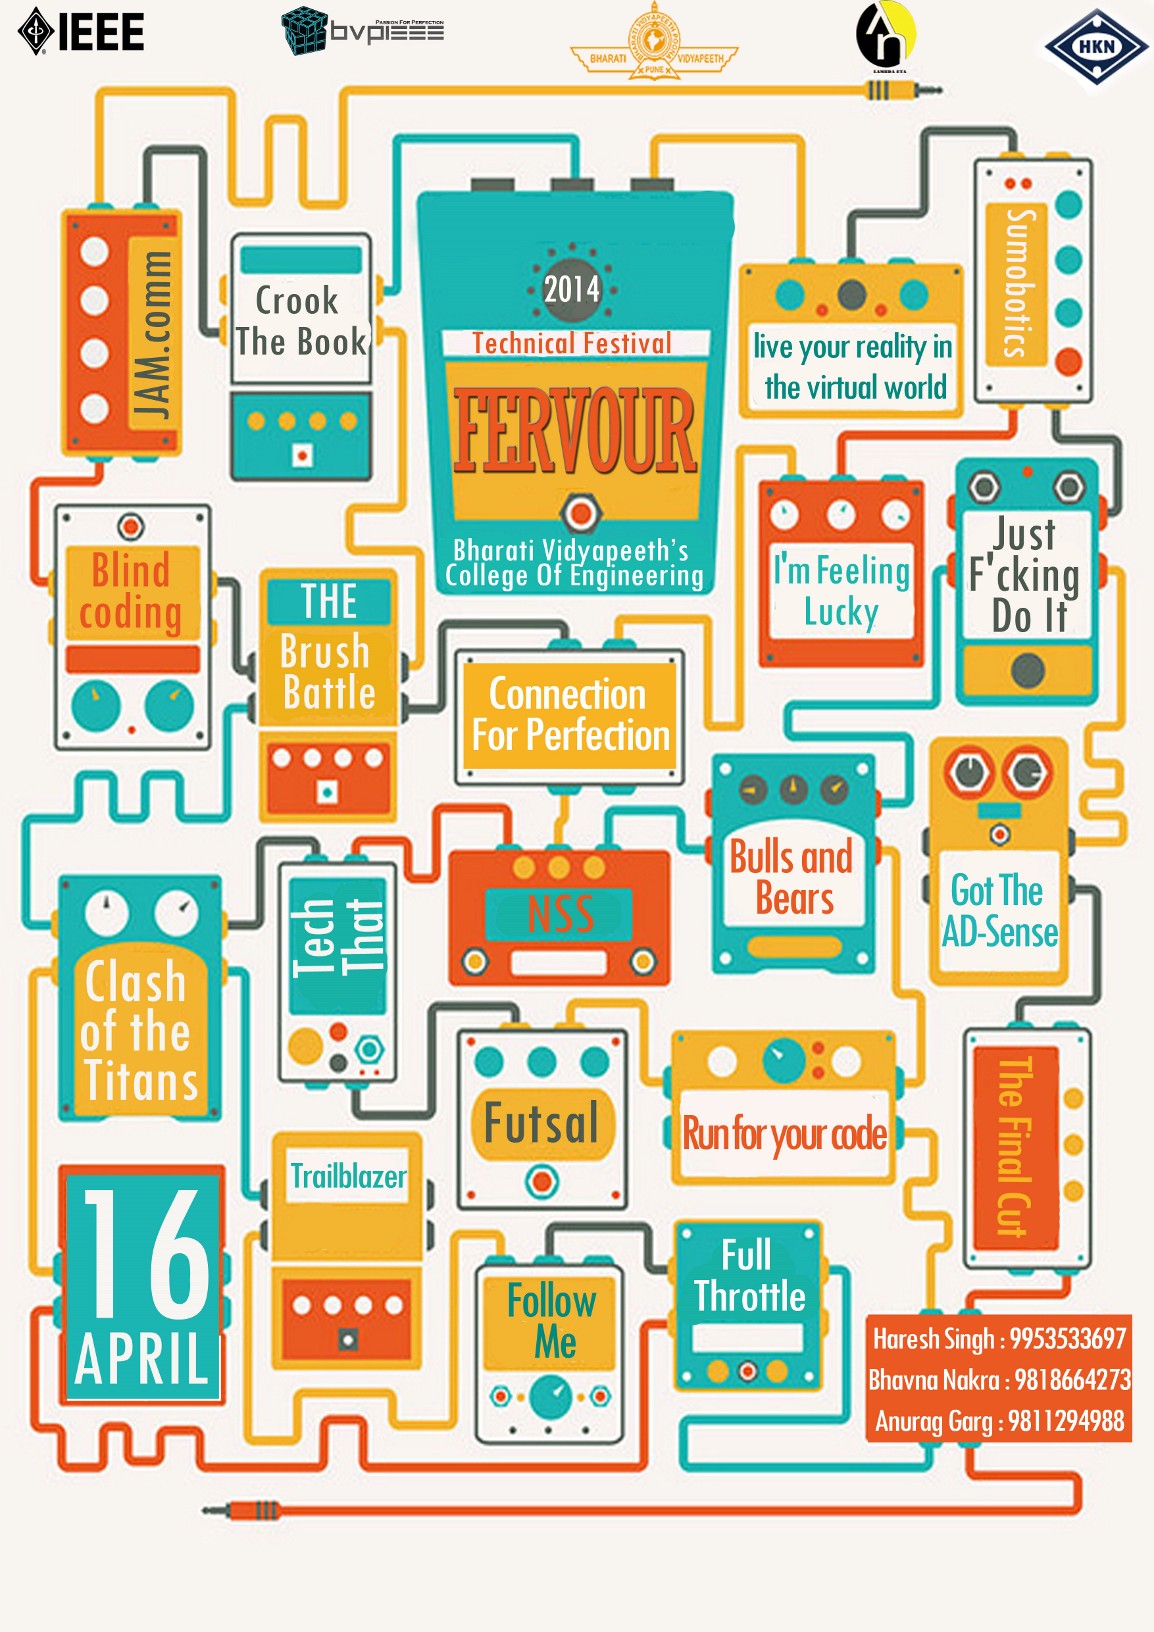 IEEE
PASSION FOR PERFECTION
bvpIEEE
BHARATI VIDYAPEETH
PUNE
LAMBDA ETA
HKN
JAM.comm
Crook
The Book
2014
Technical Festival
FERVOUR
Bharati Vidyapeeth's
College Of Engineering
live your reality in
the virtual world
Sumobotics
Blind
coding
THE
Brush
Battle
Connection
For Perfection
I'm Feeling
Lucky
Just
F'cking
Do It
Clash
of the
Titans
Tech
That
NSS
Bulls and
Bears
Got The
AD-Sense
Futsal
Run for your code
The Final Cut
16
APRIL
Trailblazer
Follow
Me
Full
Throttle
Haresh Singh : 9953533697
Bhavna Nakra : 9818664273
Anurag Garg : 9811294988